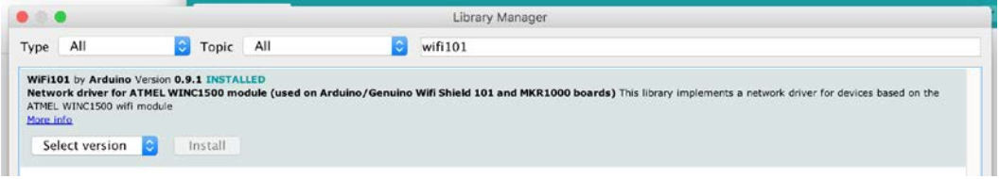 Library Manager
Type All Topic All wifi101
WiFi101 by Arduino Version 0.9.1 INSTALLED
Network driver for ATMEL WINC1500 module (used on Arduino/Genuino Wifi Shield 101 and MKR1000 boards) This library implements a network driver for devices based on the
ATMEL WINC1500 wifi module
More info
Select version Install